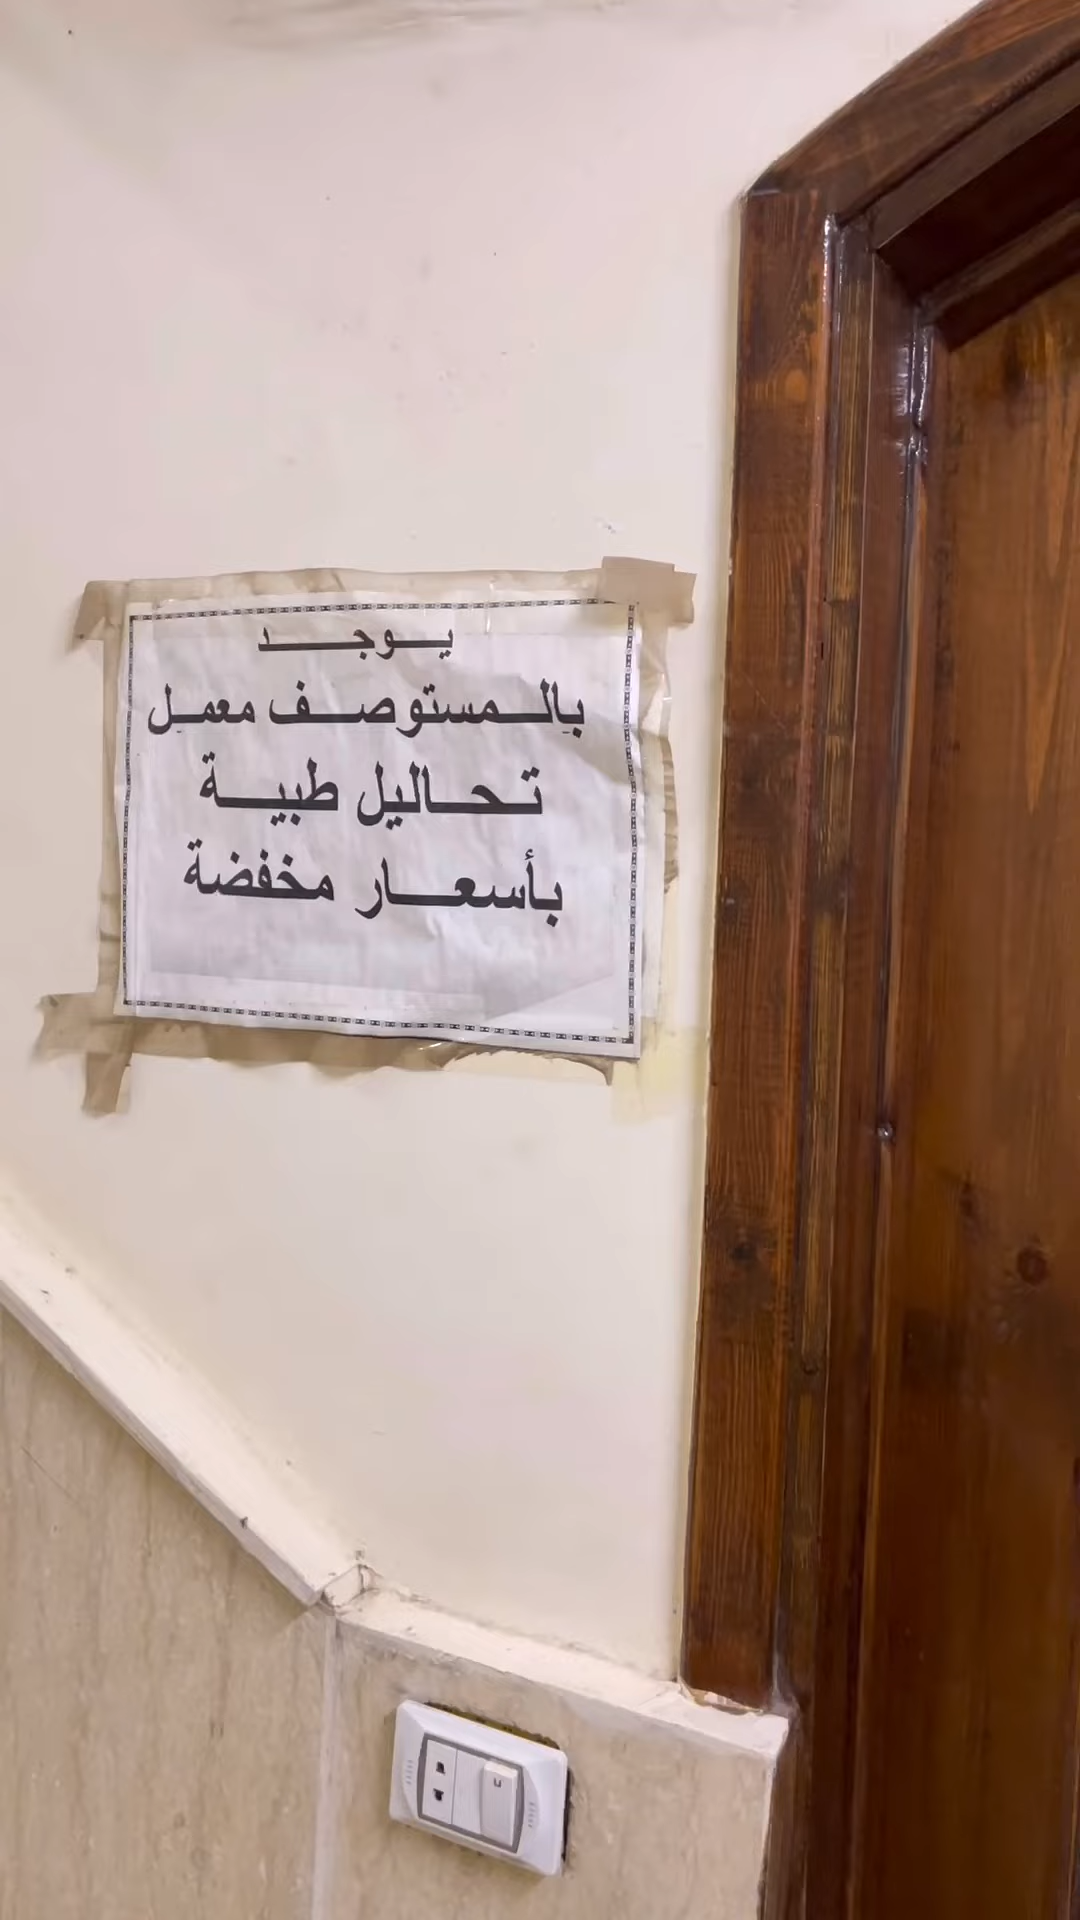 يوجد
بالمستوصف معمل
تحاليل طبية
بأسعار مخفضة